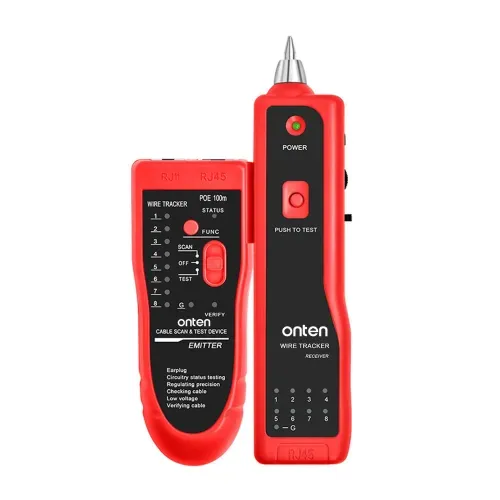 RJ11 RJ45
WIRE TRACKER
POE 100m
STATUS
1
2
3
4
5
6
7
8
FUNC
SCAN
OFF
TEST
G
VERIFY
onten
CABLE SCAN & TEST DEVICE
EMITTER
Earplug
Circuitry status testing
Regulating precision
Checking cable
Low voltage
Verifying cable
POWER
PUSH TO TEST
onten
WIRE TRACKER
RECEIVER
1 2 3 4
5 6 7 8
G
RJ45